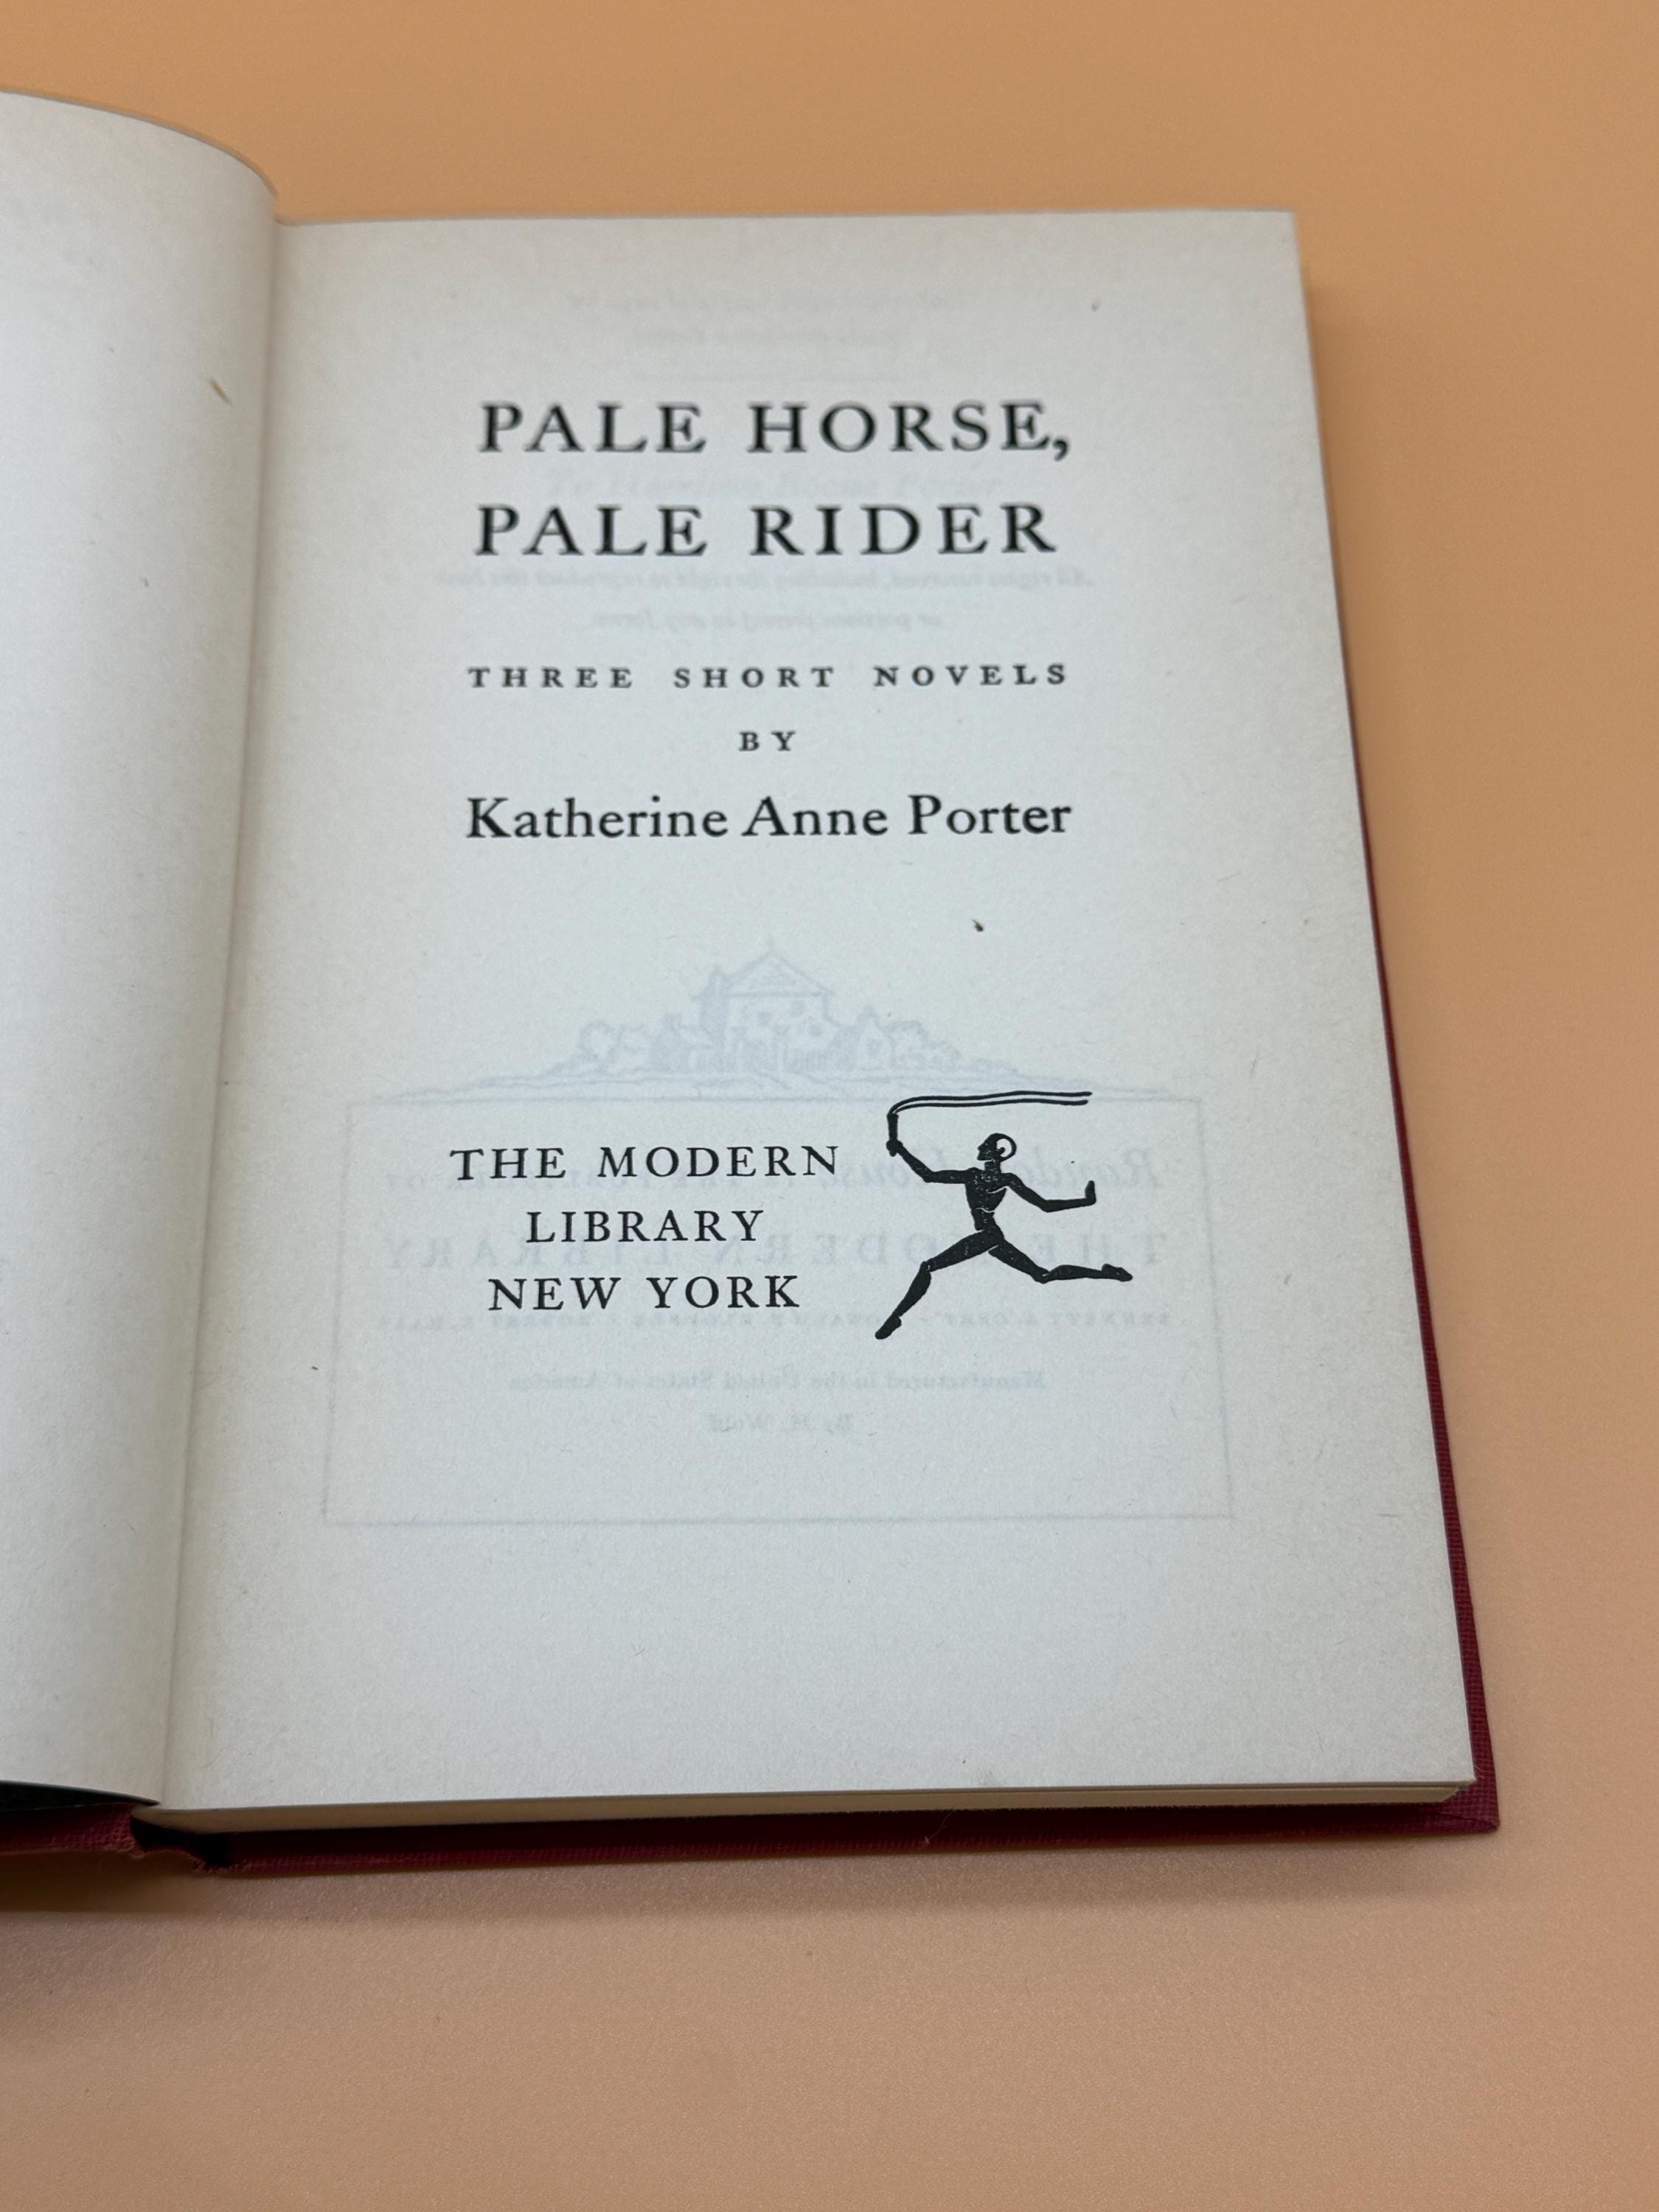 PALE HORSE,
PALE RIDER
THREE SHORT NOVELS
BY
Katherine Anne Porter
THE MODERN
LIBRARY
NEW YORK